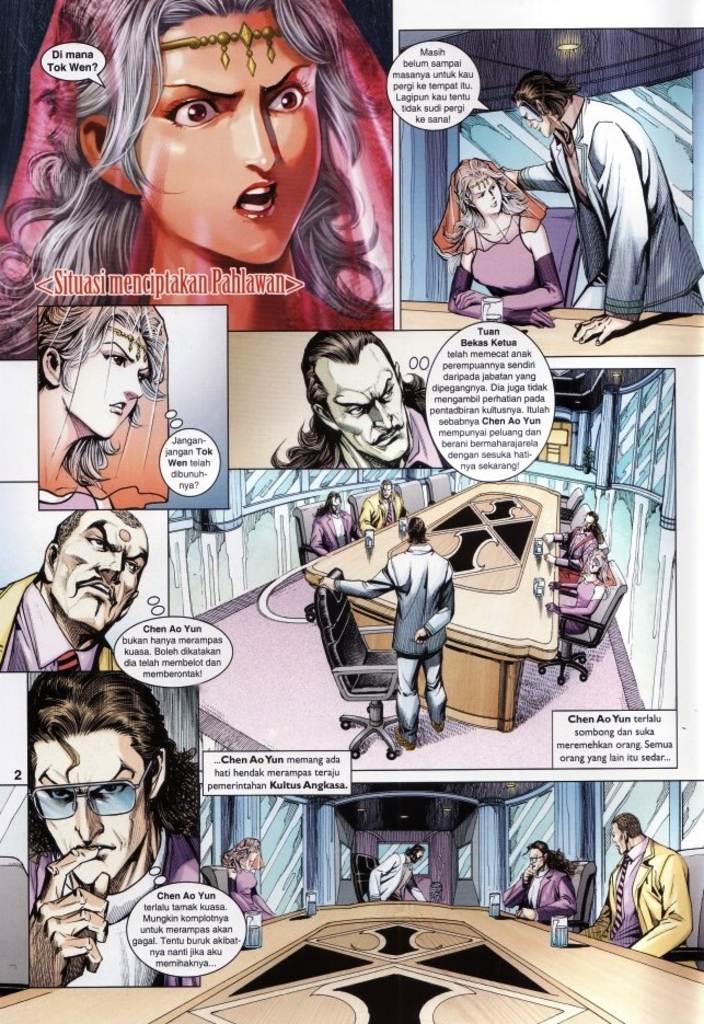 Di mana
Tok Wen?
Masih
belum sampai
masanya untuk kau
pergi ke tempat itu.
Lagipun kau tentu
tidak sudi pergi
ke sana!
<Situasi menciptakan Pahlawan>
Jangan-
jangan Tok
Wen telah
dibunuh-
nya?
Tuan
Bekas Ketua
telah memecat anak
perempuannya sendiri
daripada jabatan yang
dipegangnya. Dia juga tidak
mengambil perhatian pada
pentadbiran kultusnya. Itulah
sebabnya Chen Ao Yun
mempunyai peluang dan
berani bermaharajarela
dengan sesuka hati-
nya sekarang!
Chen Ao Yun
bukan hanya merampas
kuasa. Boleh dikatakan
dia telah membelot dan
memberontak!
...Chen Ao Yun memang ada
hati hendak merampas teraju
pemerintahan Kultus Angkasa.
Chen Ao Yun terlalu
sombong dan suka
meremehkan orang. Semua
orang yang lain itu sedar...
2
Chen Ao Yun
terlalu tamak kuasa.
Mungkin komplotnya
untuk merampas akan
gagal. Tentu buruk akibat-
nya nanti jika aku
memihaknya...